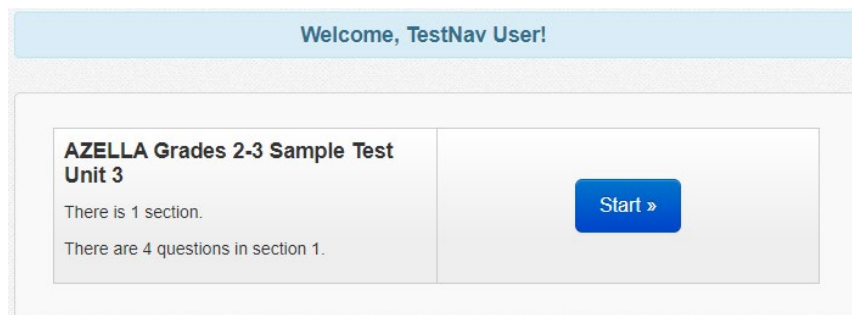 Welcome, TestNav User!
AZELLA Grades 2-3 Sample Test
Unit 3
There is 1 section.
There are 4 questions in section 1.
Start »